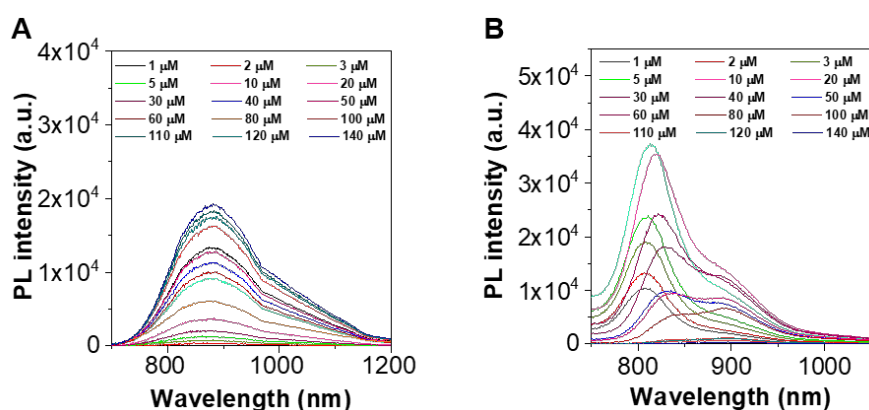 A
4x10⁴
3x10⁴
2x10⁴
1x10⁴
0
PL intensity (a.u.)
1 μM 2 μM 3 μM
5 μM 10 μM 20 μM
30 μM 40 μM 50 μM
60 μM 80 μM 100 μM
110 μM 120 μM 140 μM
800 1000 1200
Wavelength (nm)
B
5x10⁴
4x10⁴
3x10⁴
2x10⁴
1x10⁴
0
PL intensity (a.u.)
1 μM 2 μM 3 μM
5 μM 10 μM 20 μM
30 μM 40 μM 50 μM
60 μM 80 μM 100 μM
110 μM 120 μM 140 μM
800 900 1000
Wavelength (nm)